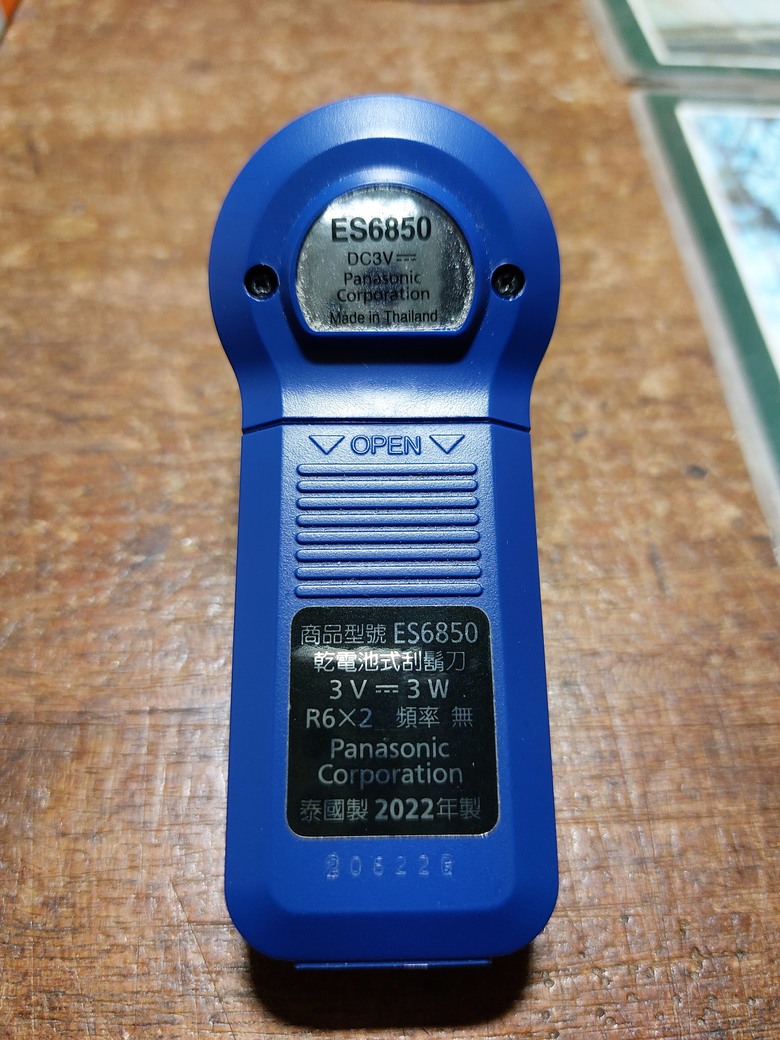 ES6850
DC3V⎓
Panasonic
Corporation
Made in Thailand
OPEN
商品型號 ES6850
乾電池式刮鬍刀
3 V ⎓ 3 W
R6×2 頻率 無
Panasonic
Corporation
泰國製 2022年製